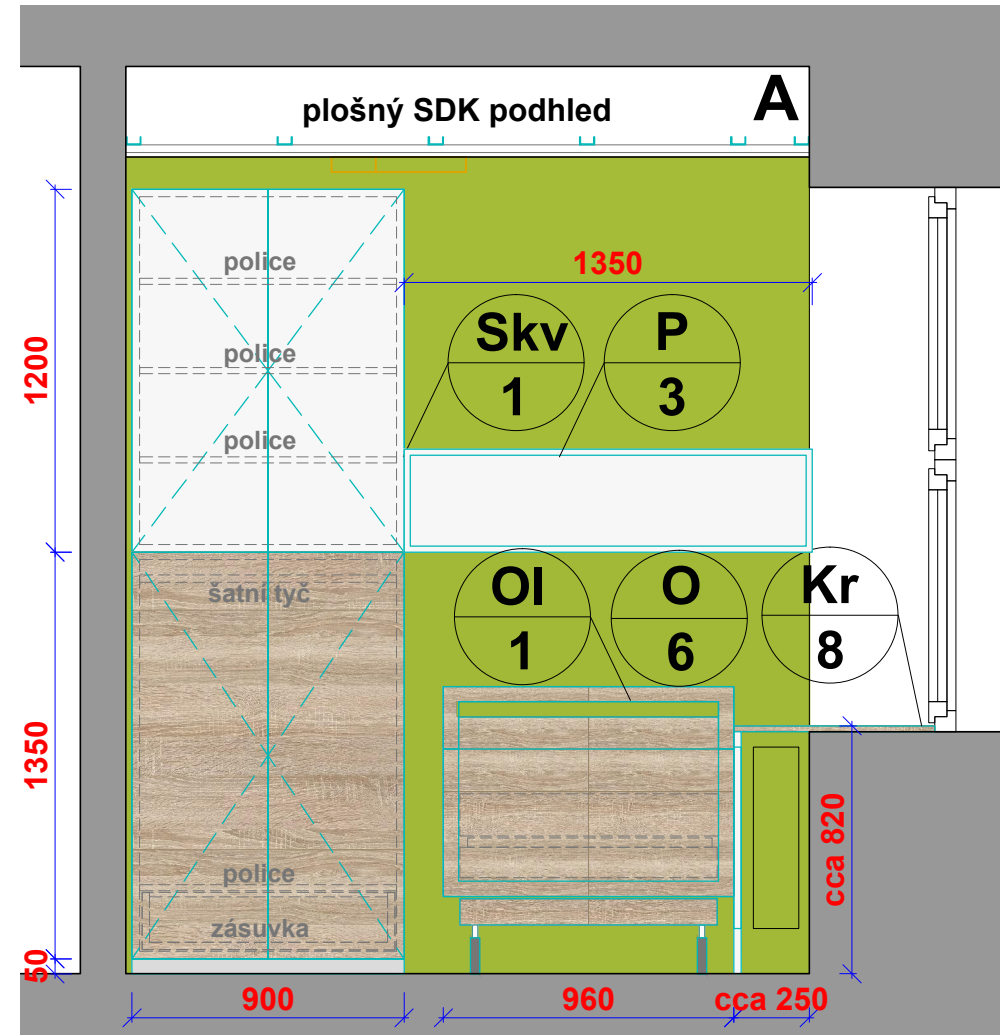 plošný SDK podhled
A
police
1350
Skv
1
P
3
1200
police
police
Ol
1
O
6
Kr
8
šatní tyč
1350
cca 820
police
zásuvka
50
900
960
cca 250